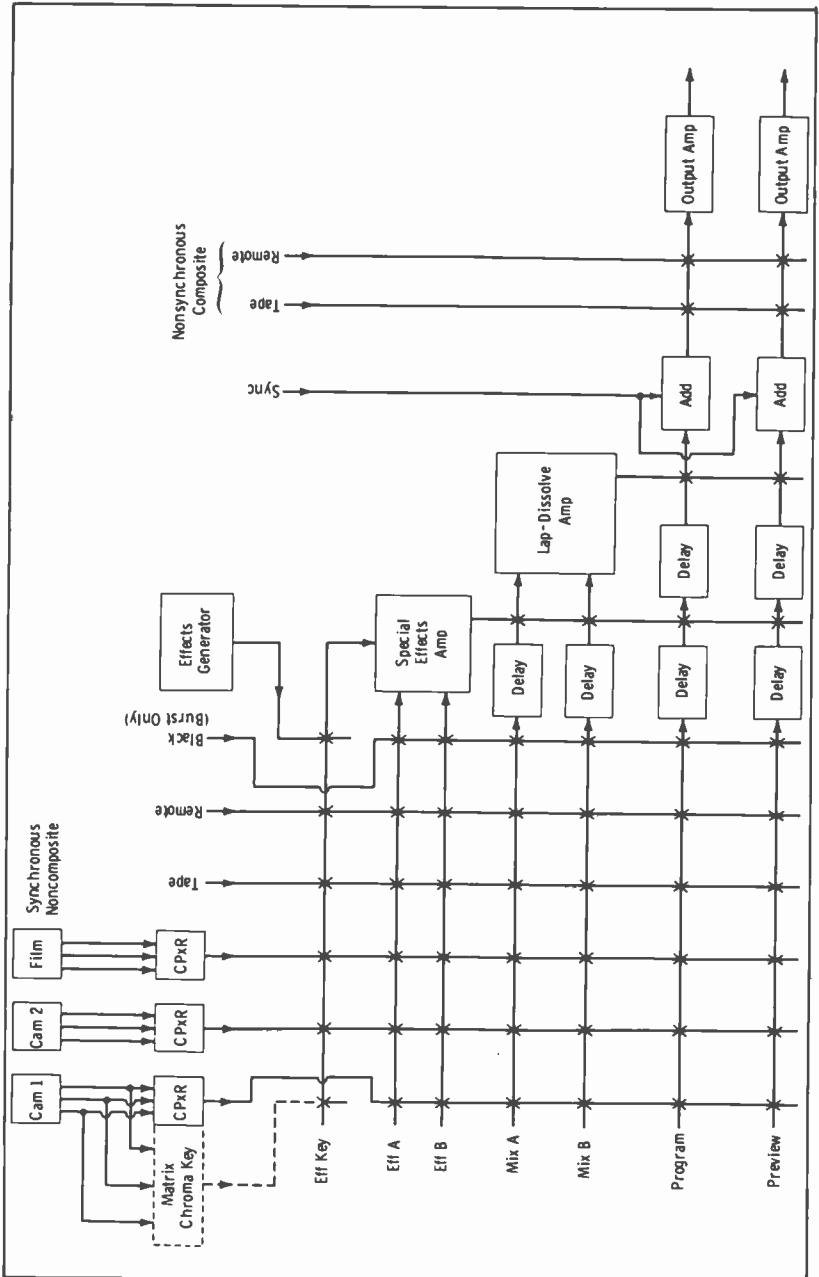 Cam 1
Cam 2
Film
Synchronous
Noncomposite
Matrix
Chroma Key
CPxR
CPxR
CPxR
Tape
Remote
Black
(Burst Only)
Effects
Generator
Nonsynchronous
Composite
Sync
Tape
Remote
Eff Key
Eff A
Eff B
Special
Effects
Amp
Mix A
Delay
Mix B
Delay
Lap-Dissolve
Amp
Program
Delay
Delay
Add
Output Amp
Preview
Delay
Delay
Add
Output Amp